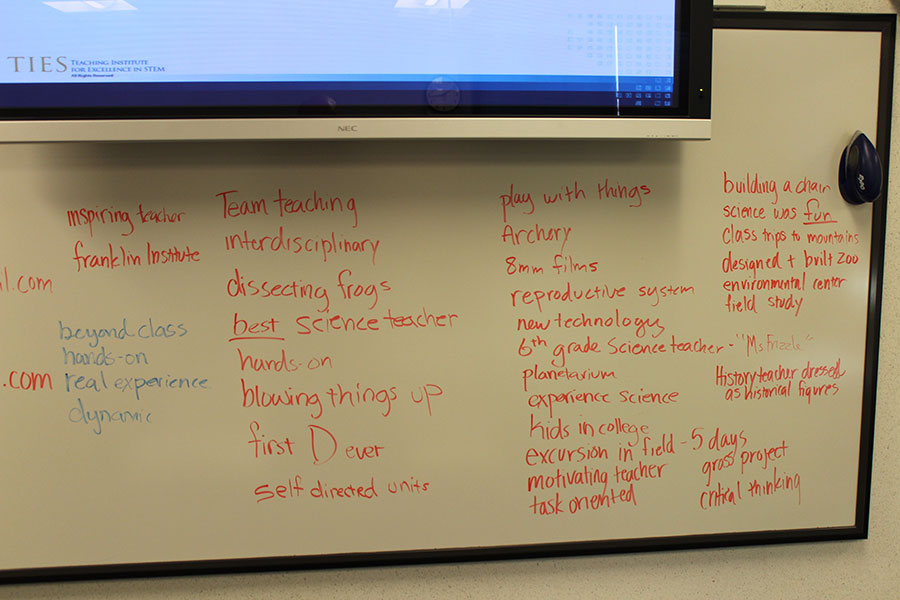 TIES TEACHING INSTITUTE
FOR EXCELLENCE IN STEM
All Rights Reserved
NEC
inspiring teacher
franklin Institute
il.com
beyond class
hands-on
.com
real experience
dynamic
Team teaching
interdisciplinary
dissecting frogs
best science teacher
hands-on
blowing things up
first D ever
self directed units
play with things
Archery
8mm films
reproductive system
new technology
6th grade Science teacher - "Ms Frizzle"
planetarium
experience science
kids in college
excursion in field - 5 days
motivating teacher
task oriented
gross project
critical thinking
building a chair
science was fun
class trips to mountains
designed + built zoo
environmental center
field study
History teacher dressed
as historical figures
EXPO